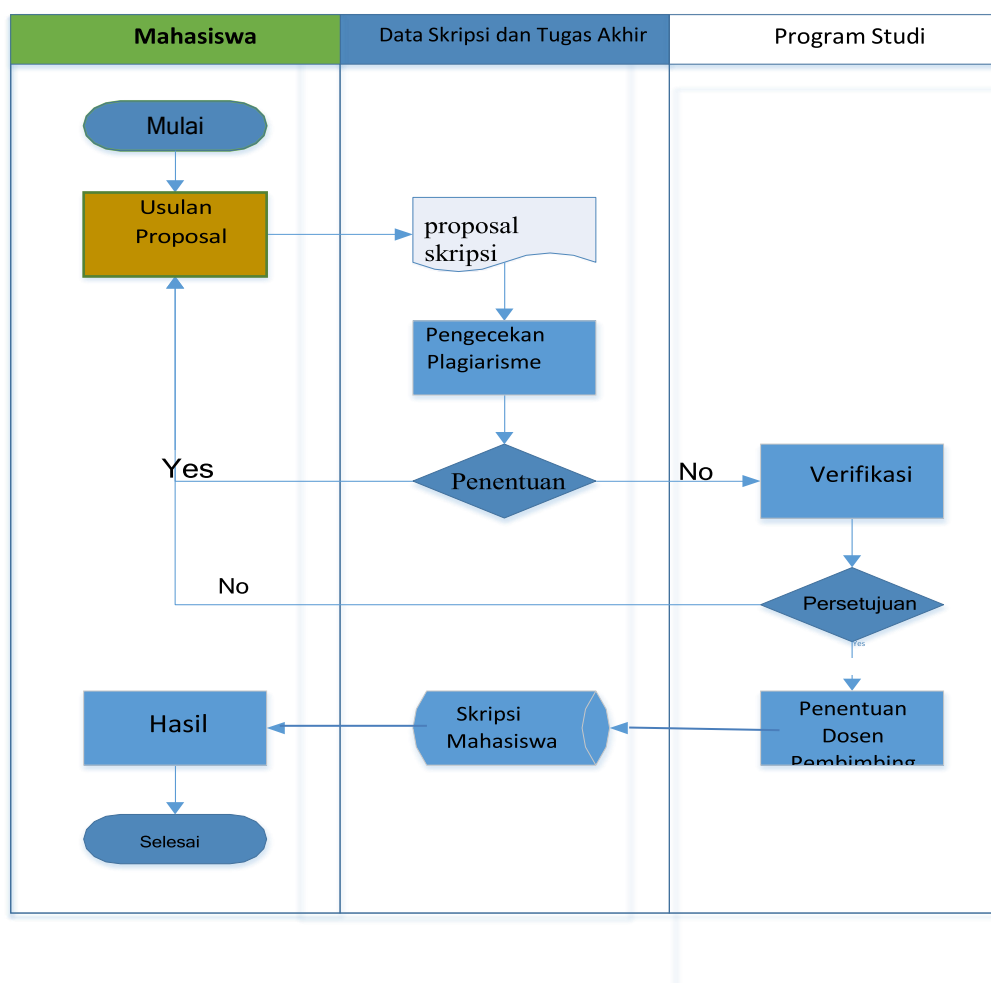 Mahasiswa
Data Skripsi dan Tugas Akhir
Program Studi
Mulai
Usulan
Proposal
proposal
skripsi
Pengecekan
Plagiarisme
Yes
Penentuan
No
Verifikasi
No
Persetujuan
Yes
Hasil
Skripsi
Mahasiswa
Penentuan
Dosen
Pembimbing
Selesai